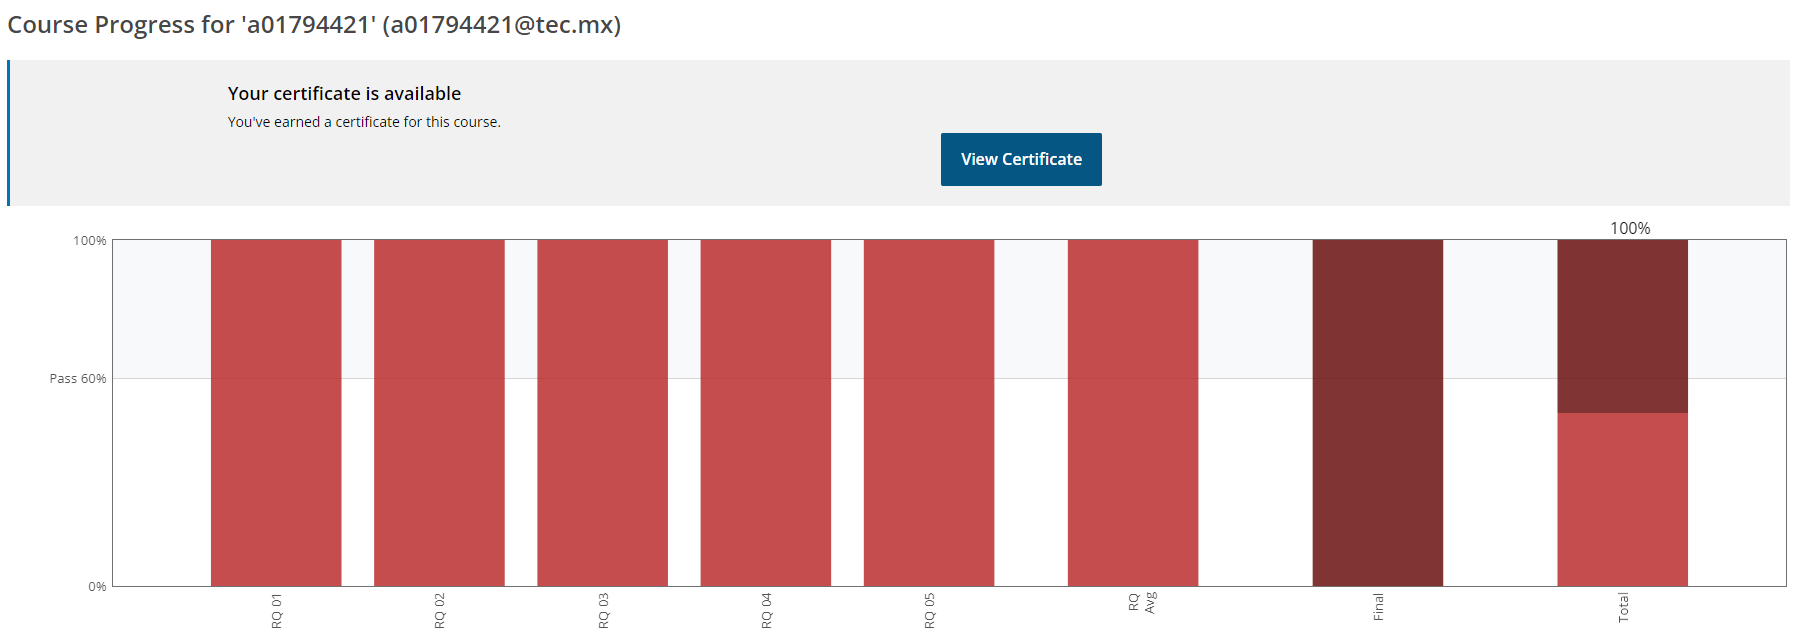 Course Progress for 'a01794421' (a01794421@tec.mx)
Your certificate is available
You've earned a certificate for this course.
View Certificate
100%
100%
Pass 60%
0%
RQ 01
RQ 02
RQ 03
RQ 04
RQ 05
RQ
Avg
Final
Total